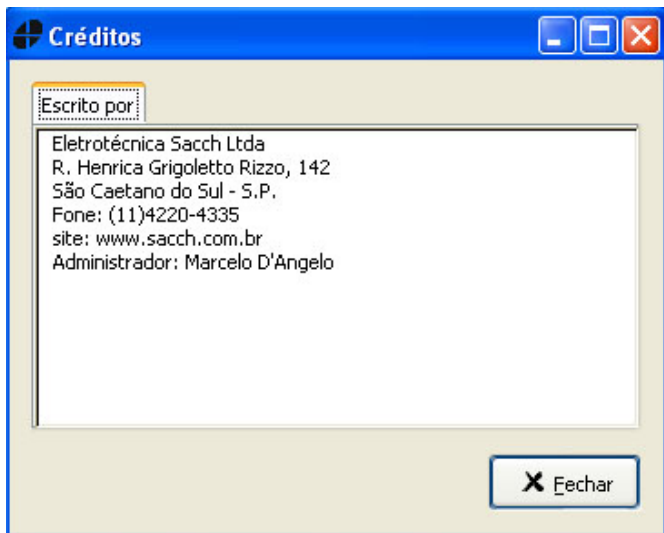 Créditos
Escrito por
Eletrotécnica Sacch Ltda
R. Henrica Grigoletto Rizzo, 142
São Caetano do Sul - S.P.
Fone: (11)4220-4335
site: www.sacch.com.br
Administrador: Marcelo D'Angelo
Fechar